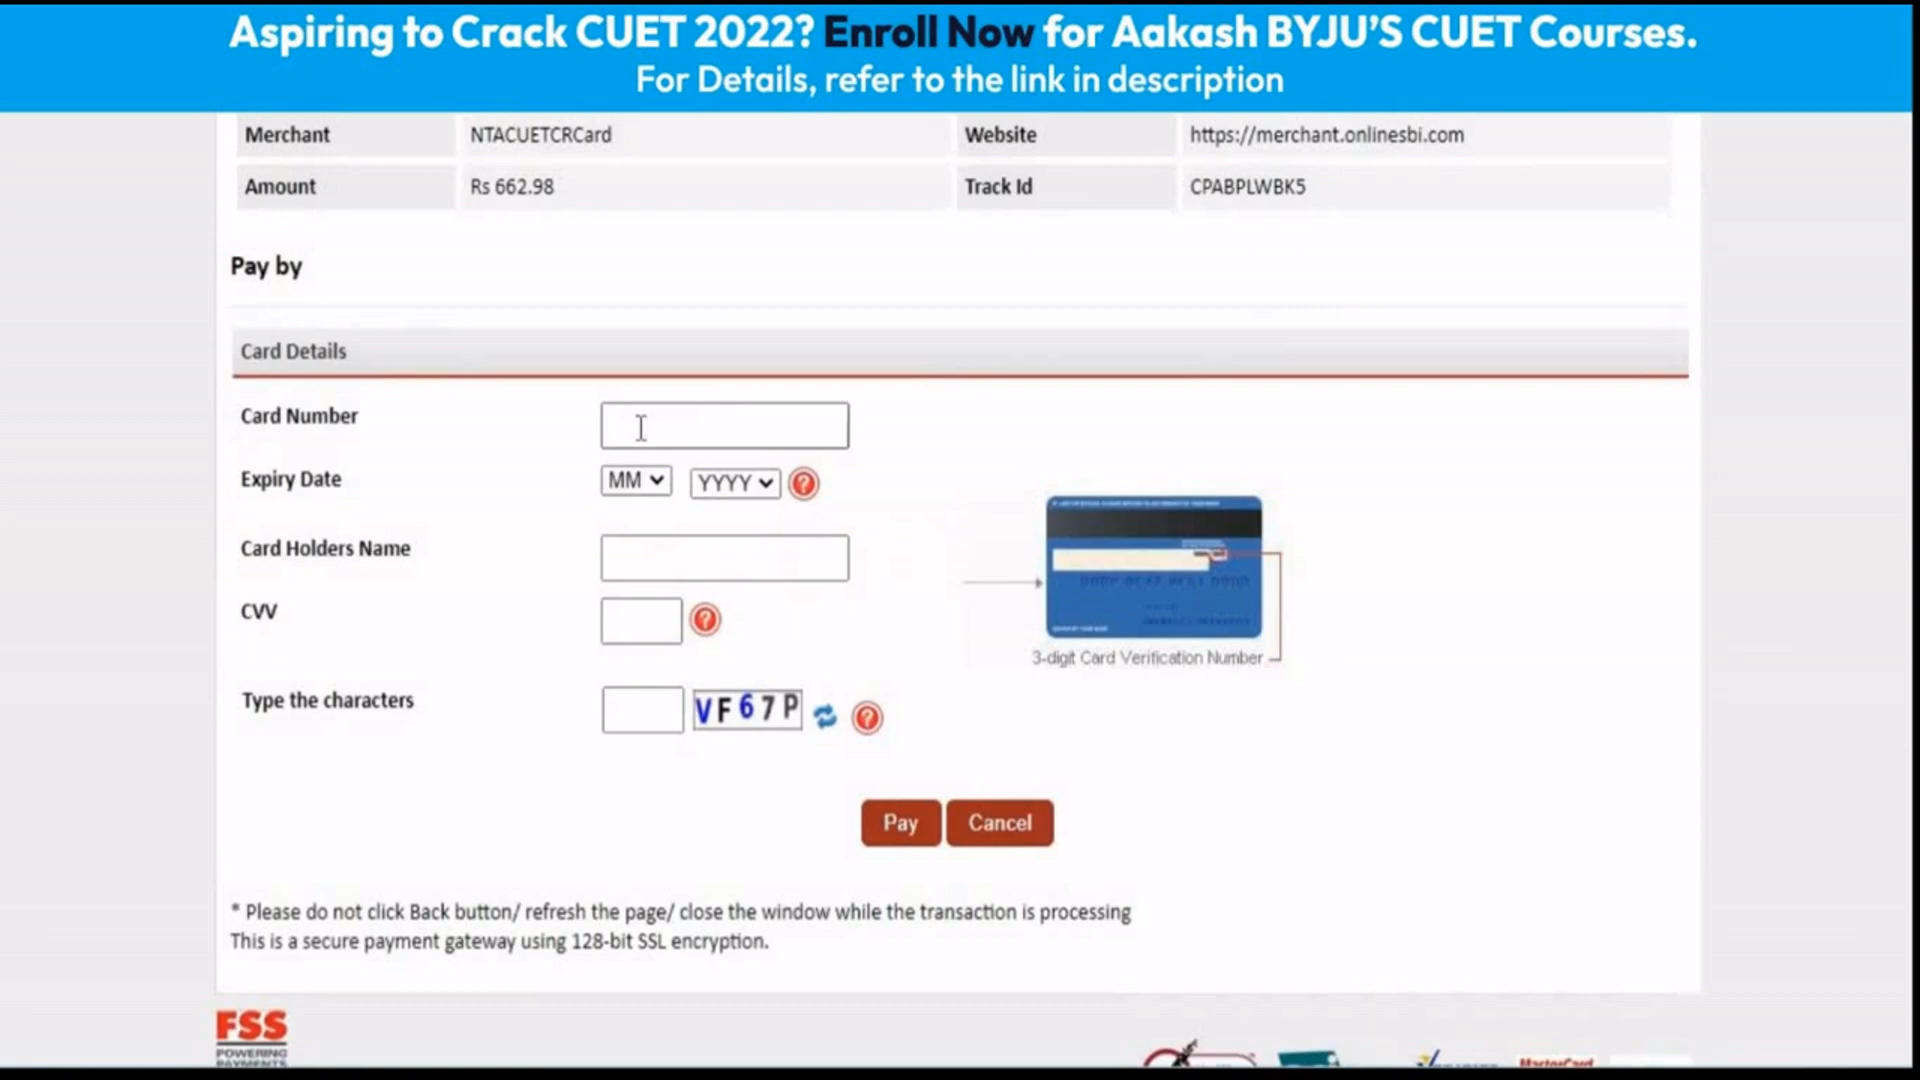 Aspiring to Crack CUET 2022? Enroll Now for Aakash BYJU'S CUET Courses.
For Details, refer to the link in description
Merchant NTACUETCRCard Website https://merchant.onlinesbi.com
Amount Rs 662.98 Track Id CPABPLWBK5
Pay by
Card Details
Card Number
Expiry Date MM YYYY ?
Card Holders Name
CVV ?
3-digit Card Verification Number
Type the characters VF67P ?
Pay Cancel
* Please do not click Back button/ refresh the page/ close the window while the transaction is processing
This is a secure payment gateway using 128-bit SSL encryption.
FSS
POWERING
PAYMENTS
MasterCard